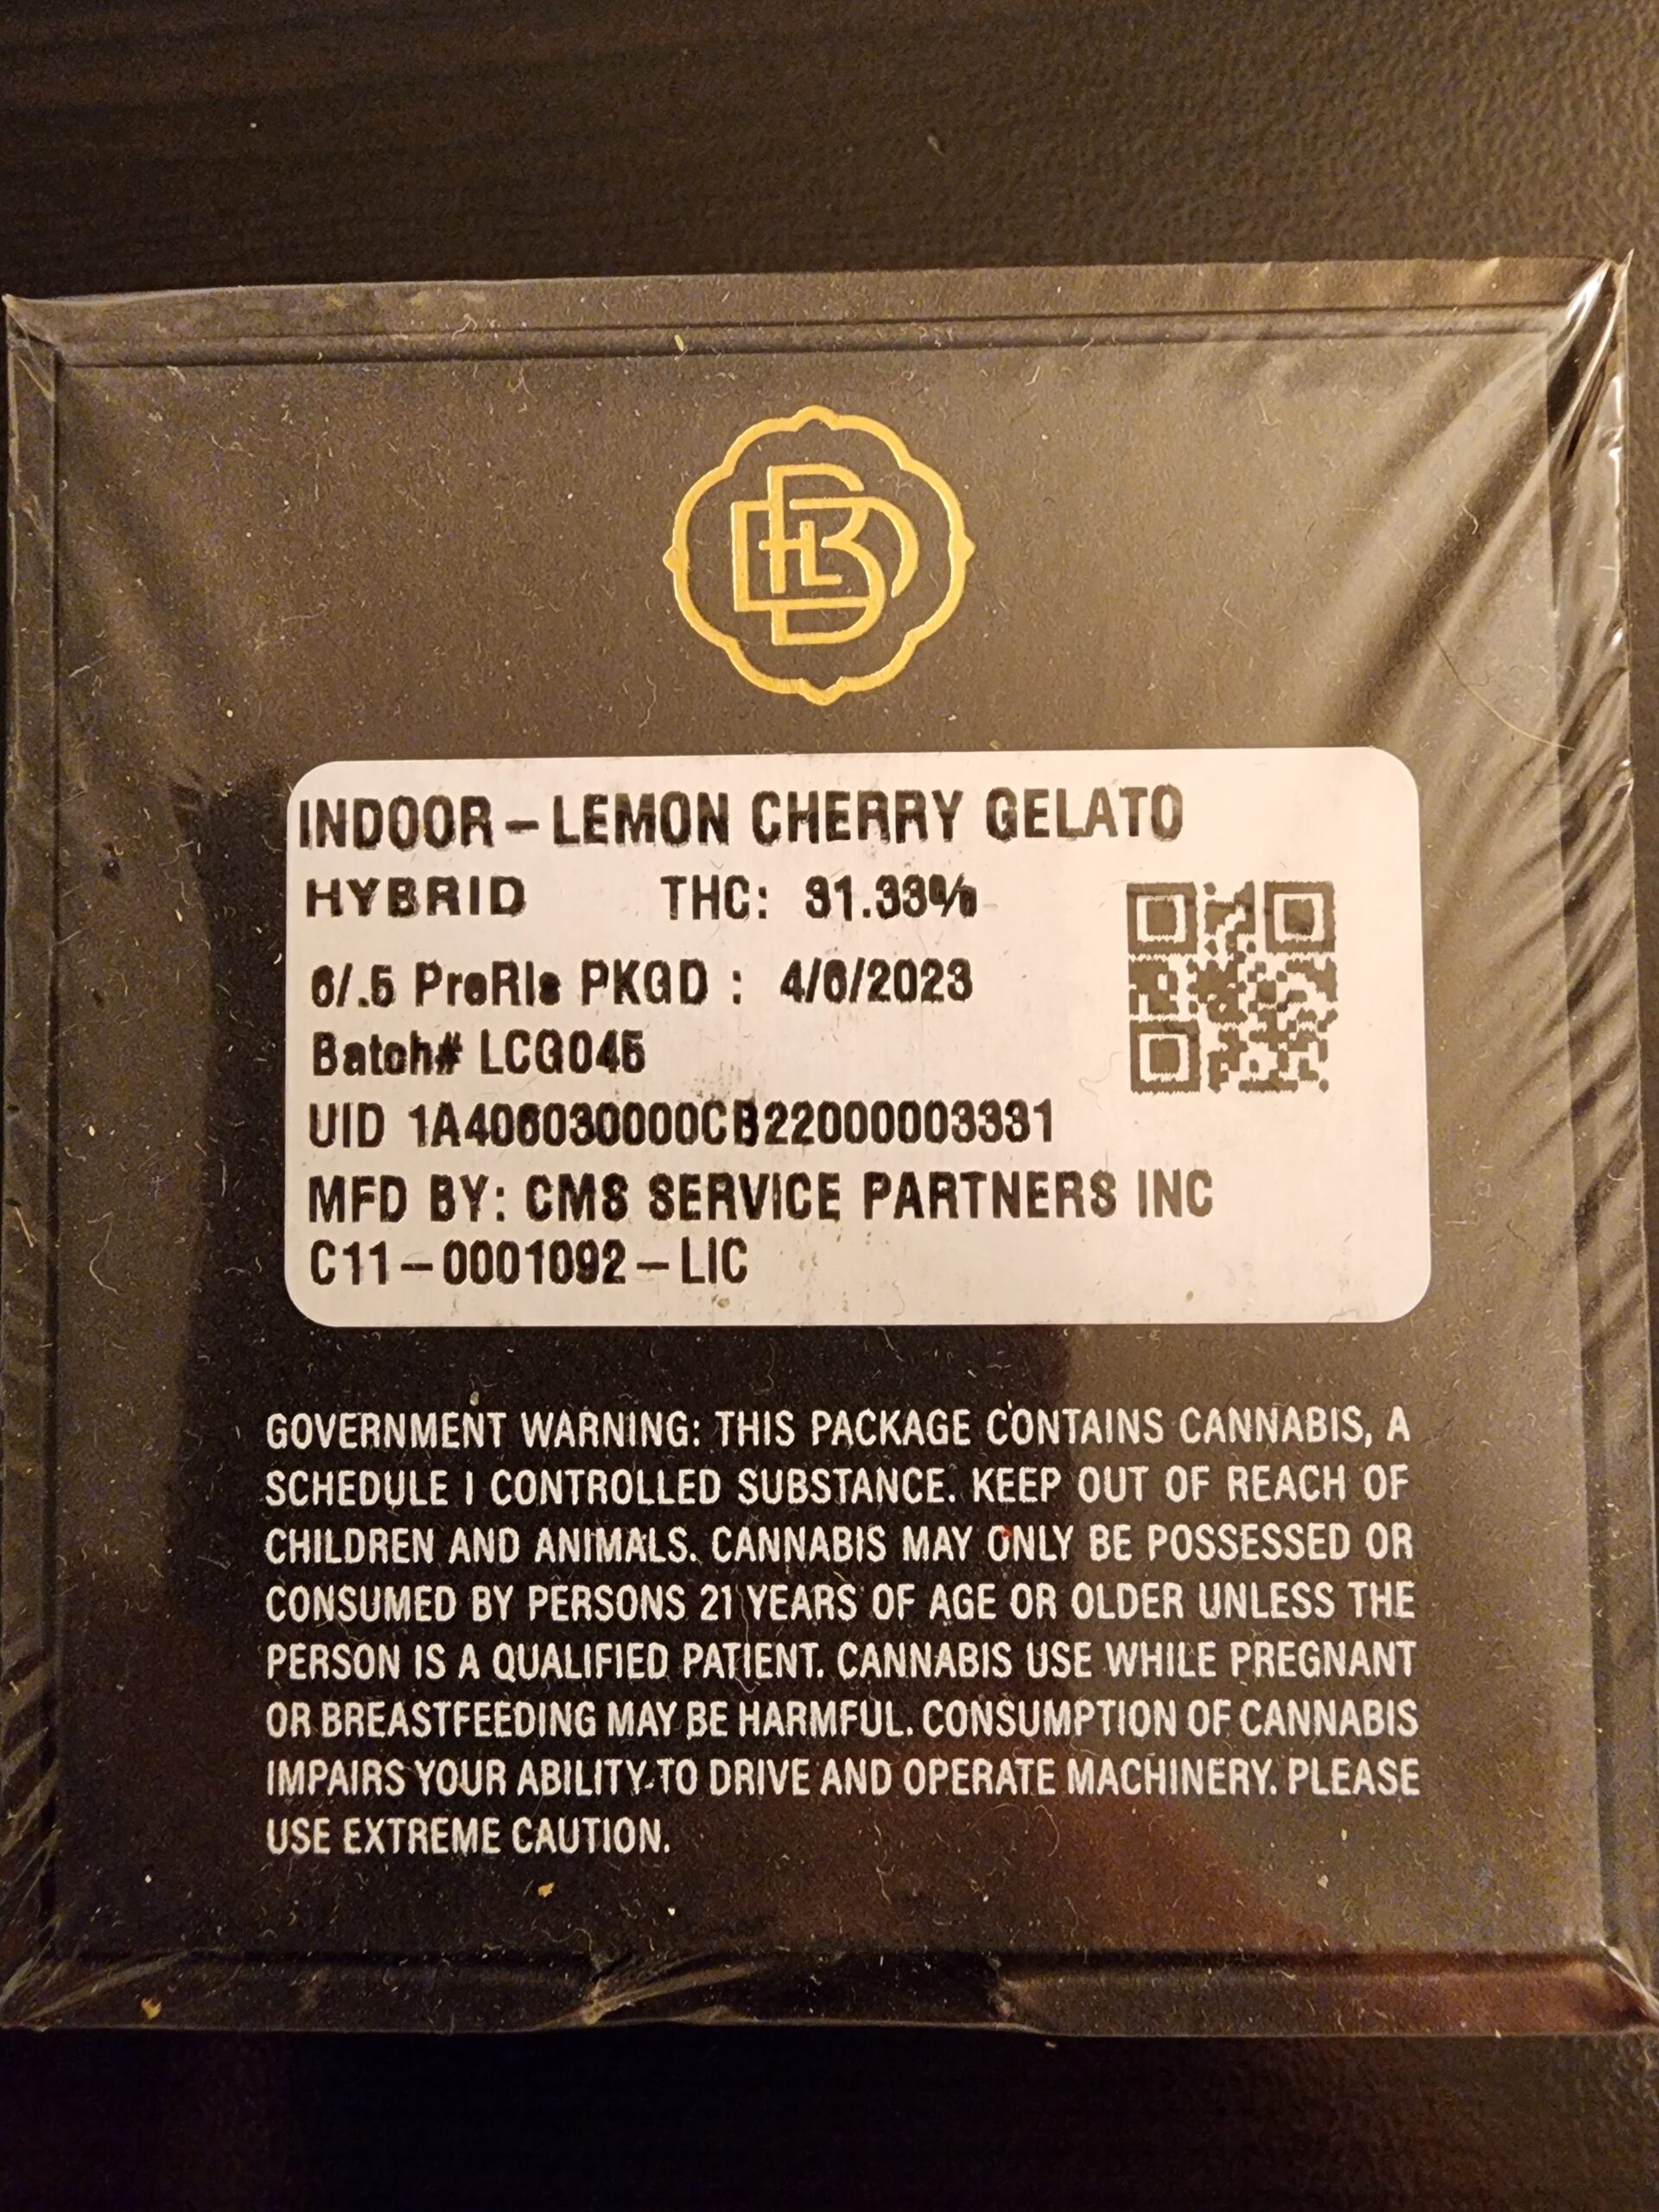 INDOOR – LEMON CHERRY GELATO
HYBRID THC: 31.33%
6/.5 PreRls PKGD : 4/6/2023
Batch# LCG045
UID 1A406030000CB22000003331
MFD BY: CMS SERVICE PARTNERS INC
C11–0001092–LIC
GOVERNMENT WARNING: THIS PACKAGE CONTAINS CANNABIS, A
SCHEDULE I CONTROLLED SUBSTANCE. KEEP OUT OF REACH OF
CHILDREN AND ANIMALS. CANNABIS MAY ONLY BE POSSESSED OR
CONSUMED BY PERSONS 21 YEARS OF AGE OR OLDER UNLESS THE
PERSON IS A QUALIFIED PATIENT. CANNABIS USE WHILE PREGNANT
OR BREASTFEEDING MAY BE HARMFUL. CONSUMPTION OF CANNABIS
IMPAIRS YOUR ABILITY TO DRIVE AND OPERATE MACHINERY. PLEASE
USE EXTREME CAUTION.